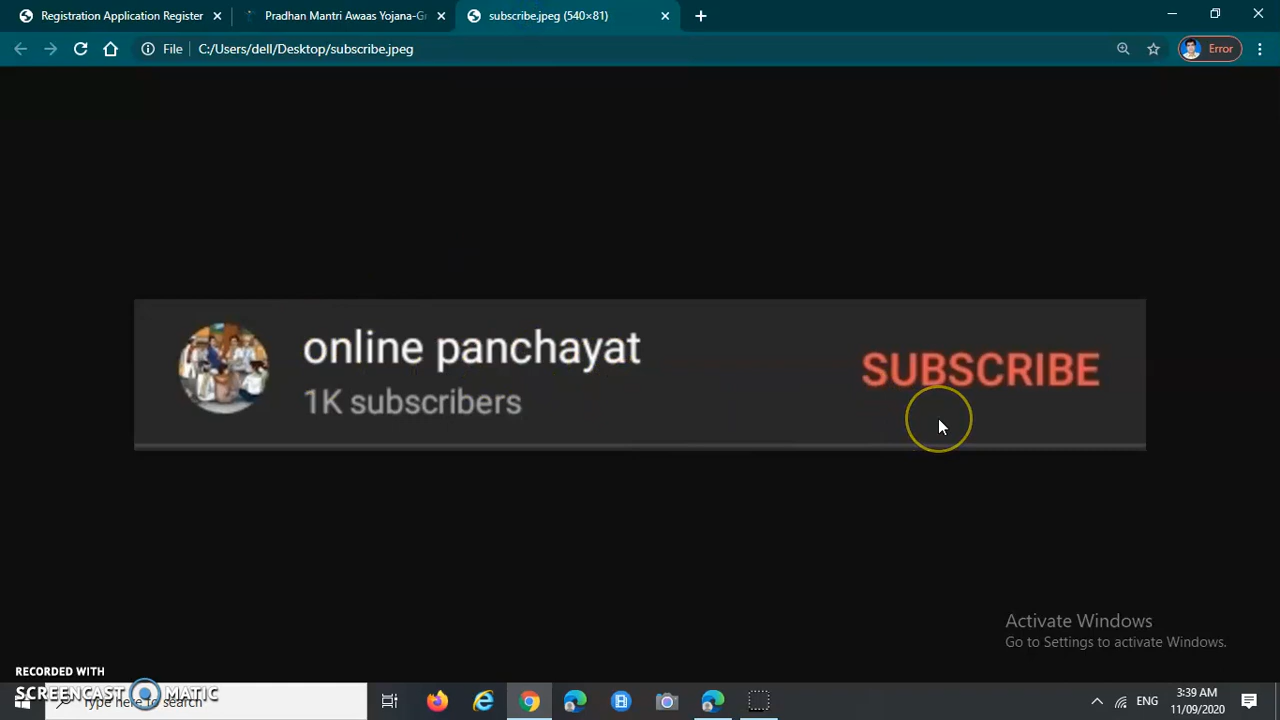 Registration Application Register
Pradhan Mantri Awaas Yojana-Gr
subscribe.jpeg (540×81)
File
C:/Users/dell/Desktop/subscribe.jpeg
Error
online panchayat
1K subscribers
SUBSCRIBE
Activate Windows
Go to Settings to activate Windows.
RECORDED WITH
SCREENCAST MATIC
Type here to search
ENG
3:39 AM
11/09/2020